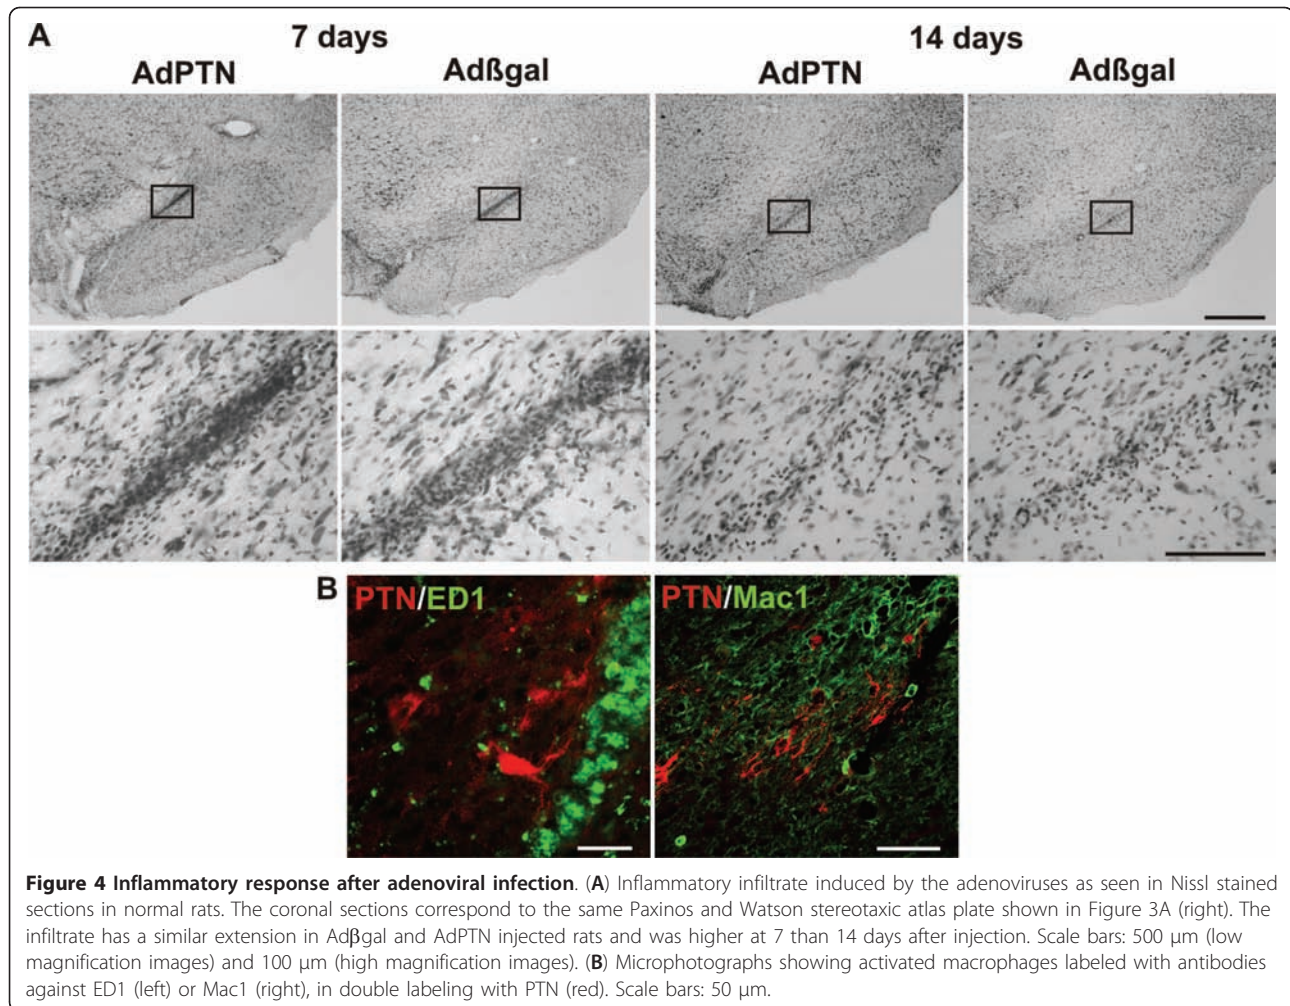 A
7 days
14 days
AdPTN
Adßgal
AdPTN
Adßgal
B
PTN/ED1
PTN/Mac1
Figure 4 Inflammatory response after adenoviral infection. (A) Inflammatory infiltrate induced by the adenoviruses as seen in Nissl stained
sections in normal rats. The coronal sections correspond to the same Paxinos and Watson stereotaxic atlas plate shown in Figure 3A (right). The
infiltrate has a similar extension in Adβgal and AdPTN injected rats and was higher at 7 than 14 days after injection. Scale bars: 500 μm (low
magnification images) and 100 μm (high magnification images). (B) Microphotographs showing activated macrophages labeled with antibodies
against ED1 (left) or Mac1 (right), in double labeling with PTN (red). Scale bars: 50 μm.